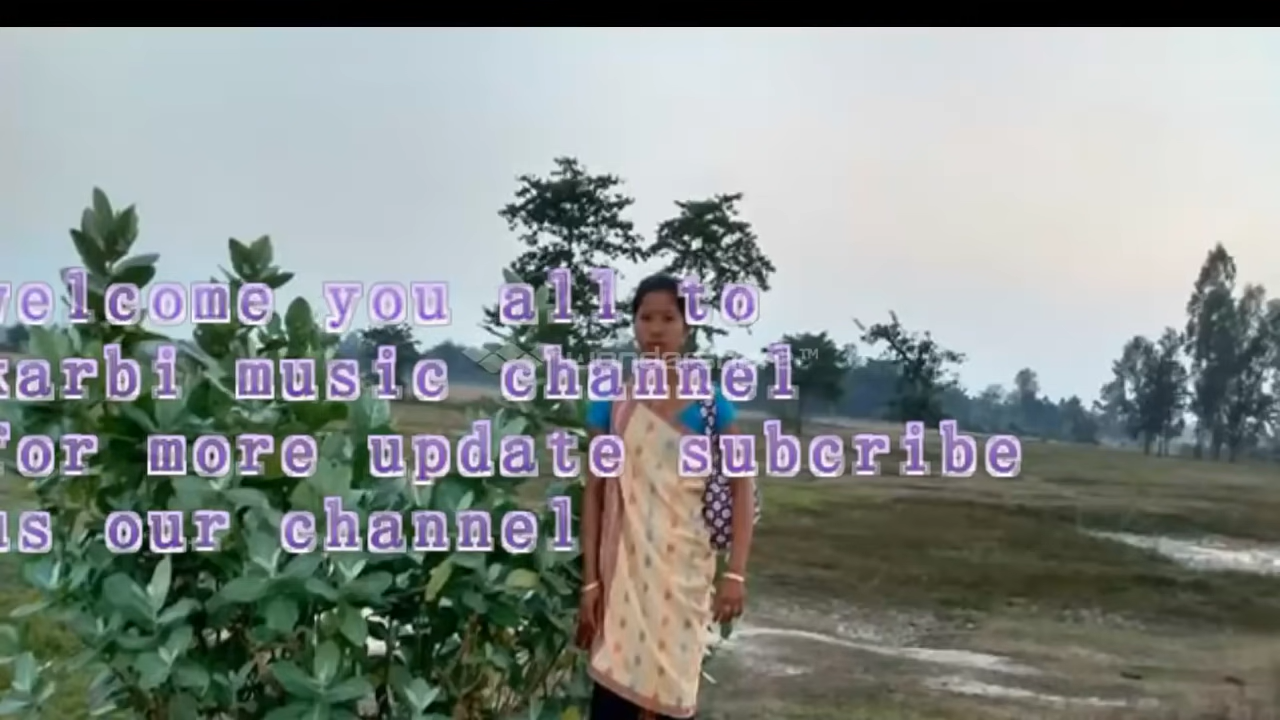 welcome you all to
karbi music channel
for more update subcribe
us our channel